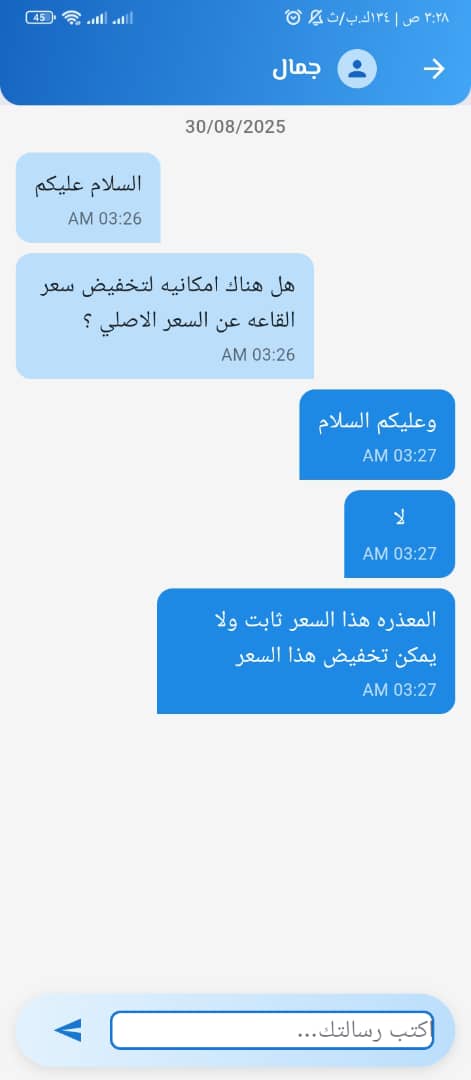 ٣:٢٨ ص | ١٣٤ك.ب/ث
45
جمال
30/08/2025
السلام عليكم
03:26 AM
هل هناك امكانيه لتخفيض سعر
القاعه عن السعر الاصلي ؟
03:26 AM
وعليكم السلام
03:27 AM
لا
03:27 AM
المعذره هذا السعر ثابت ولا
يمكن تخفيض هذا السعر
03:27 AM
اكتب رسالتك...